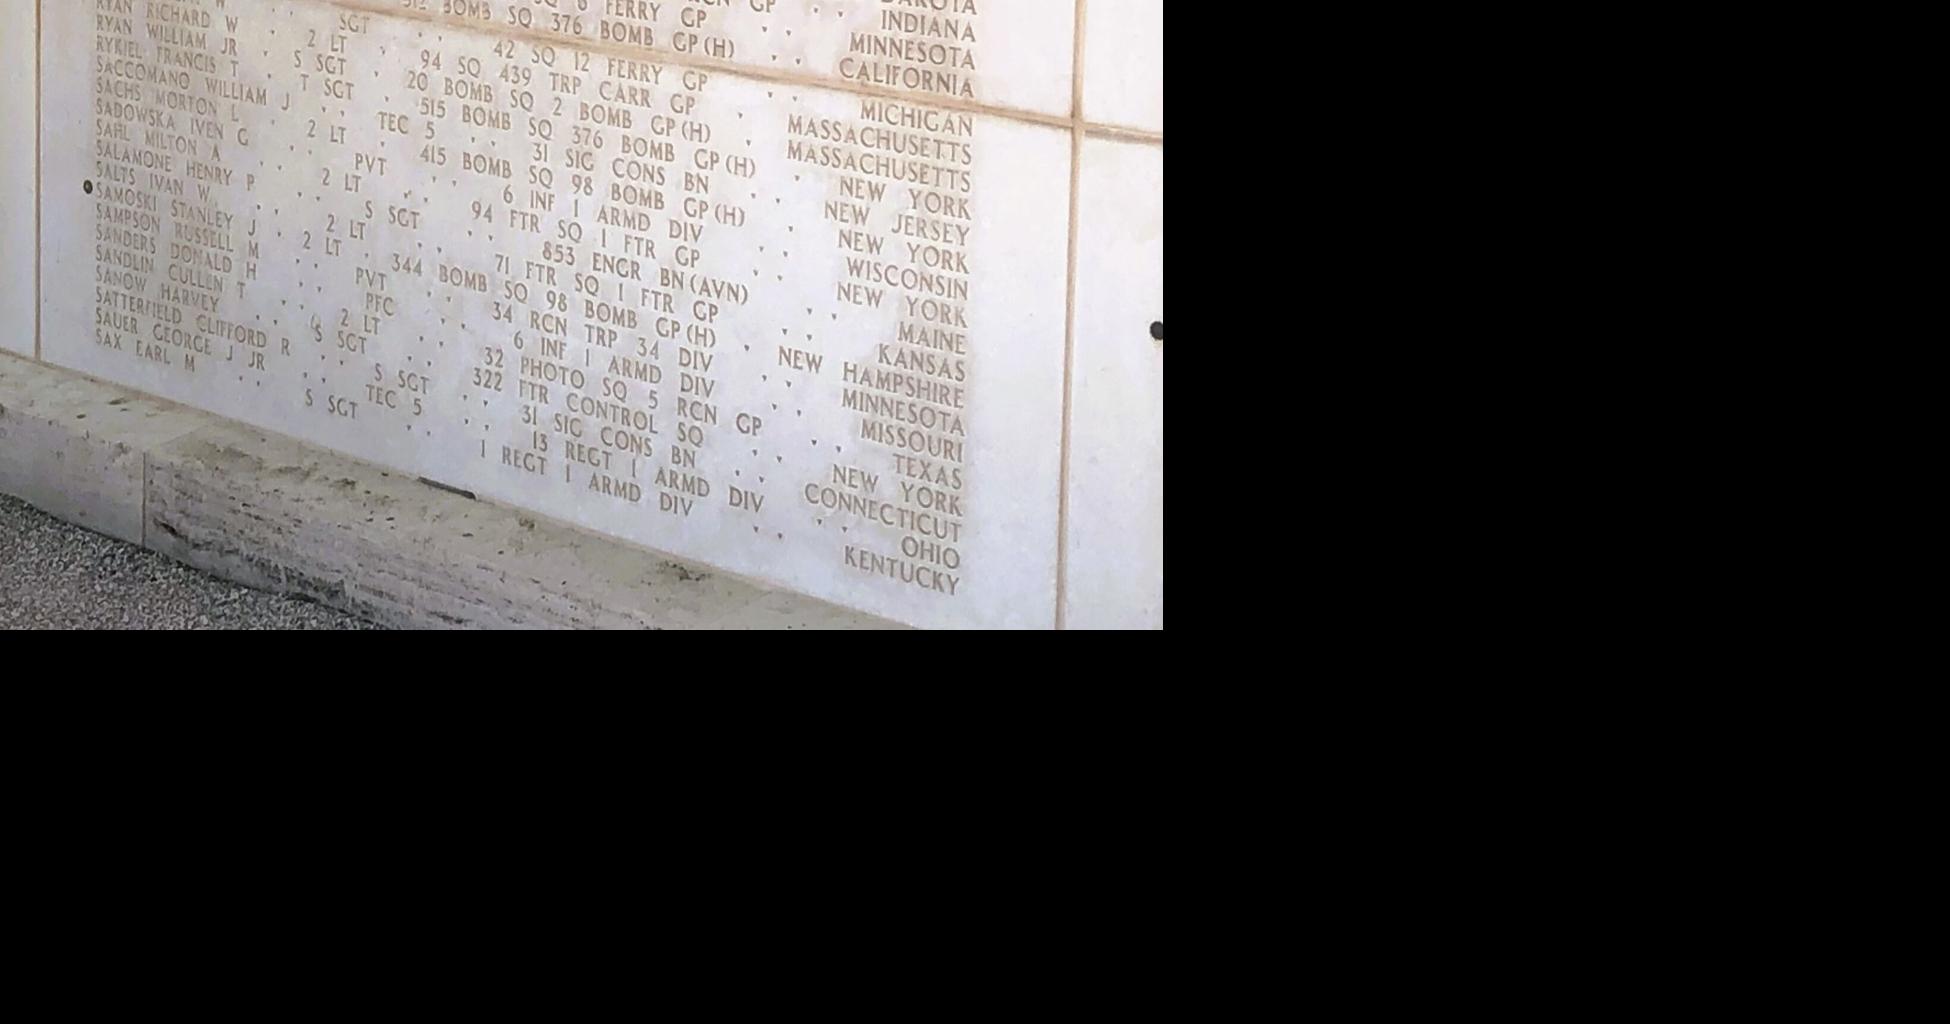 INDIANA
FERRY GP MINNESOTA
BOMB SQ 376 BOMB GP (H) CALIFORNIA
W SGT 42 SQ 12 FERRY GP MICHIGAN
RYAN RICHARD W 2 LT 94 SQ 439 TRP CARR GP MASSACHUSETTS
RYAN WILLIAM JR S SGT 20 BOMB SQ 2 BOMB GP (H) MASSACHUSETTS
RYKIEL FRANCIS T T SGT 515 BOMB SQ 376 BOMB GP (H) NEW YORK
SACCOMANO WILLIAM J TEC 5 31 SIG CONS BN NEW JERSEY
SACHS MORTON L 2 LT 415 BOMB SQ 98 BOMB GP (H) NEW YORK
SADOWSKA IVEN G PVT 6 INF 1 ARMD DIV WISCONSIN
SAHL MILTON A 2 LT 94 FTR SQ 1 FTR GP NEW YORK
SALAMONE HENRY P S SGT 853 ENGR BN (AVN) MAINE
SALTS IVAN W 2 LT 71 FTR SQ 1 FTR GP KANSAS
SAMOSKI STANLEY J 2 LT 344 BOMB SQ 98 BOMB GP (H) NEW HAMPSHIRE
SAMPSON RUSSELL M PVT 34 RCN TRP 34 DIV MINNESOTA
SANDERS DONALD H PFC 6 INF 1 ARMD DIV MISSOURI
SANDLIN CULLEN T 2 LT 32 PHOTO SQ 5 RCN GP TEXAS
SANOW HARVEY S SGT 322 FTR CONTROL SQ NEW YORK
SATTERFIELD CLIFFORD R S SGT 31 SIG CONS BN CONNECTICUT
SAUER GEORGE J JR TEC 5 13 REGT 1 ARMD DIV OHIO
SAX EARL M S SGT 1 REGT 1 ARMD DIV KENTUCKY